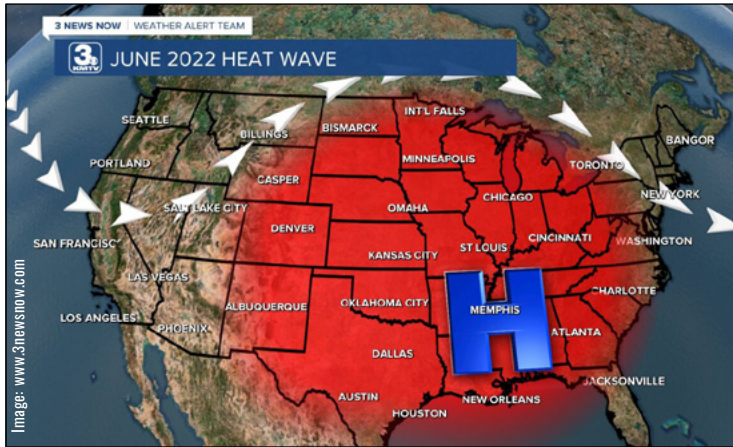 3 NEWS NOW | WEATHER ALERT TEAM
3 KMTV JUNE 2022 HEAT WAVE
INT'L FALLS
SEATTLE
BILLINGS
BISMARCK
BANGOR
MINNEAPOLIS
PORTLAND
TORONTO
CASPER
NEW YORK
CHICAGO
SALT LAKE CITY
OMAHA
DENVER
CINCINNATI
WASHINGTON
SAN FRANCISC
ST LOUIS
KANSAS CITY
LAS VEGAS
CHARLOTTE
ALBUQUERQUE
OKLAHOMA CITY
H
MEMPHIS
LOS ANGELES
PHOENIX
ATLANTA
DALLAS
JACKSONVILLE
AUSTIN
NEW ORLEANS
HOUSTON
Image: www.3newsnow.com